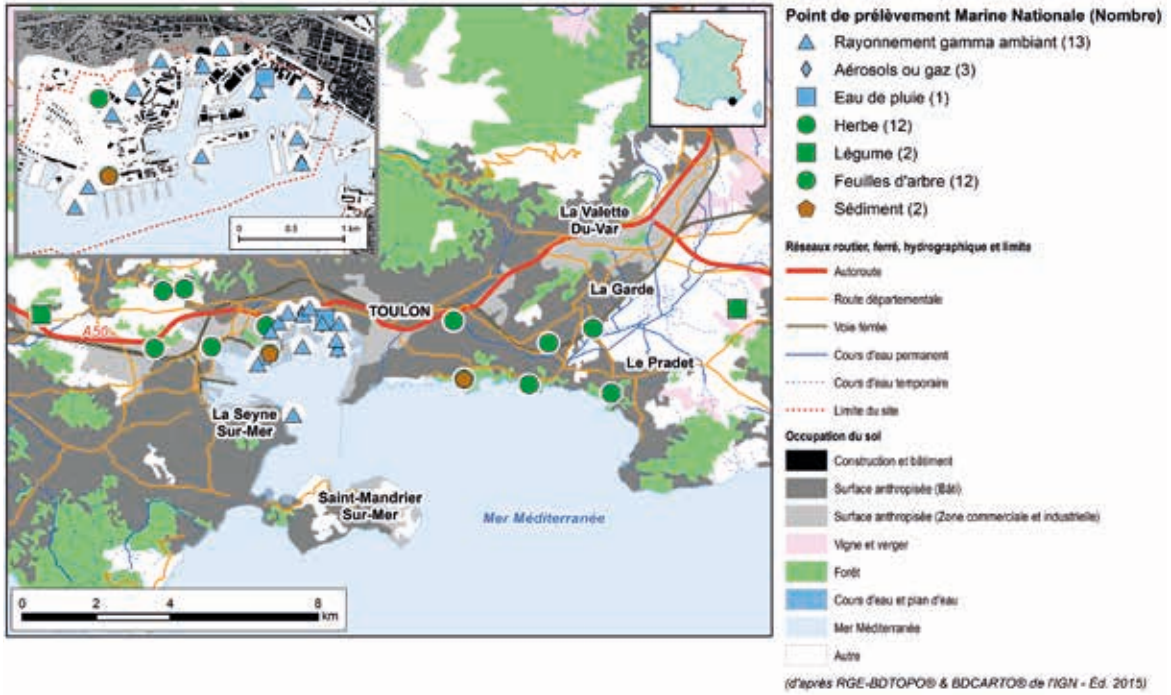 0 0.5 1 km
La Valette
Du-Var
La Garde
TOULON
A50
Le Pradet
La Seyne
Sur-Mer
Saint-Mandrier
Sur-Mer
Mer Méditerranée
0 2 4 8
km
Point de prélèvement Marine Nationale (Nombre)
Rayonnement gamma ambiant (13)
Aérosols ou gaz (3)
Eau de pluie (1)
Herbe (12)
Légume (2)
Feuilles d'arbre (12)
Sédiment (2)
Réseaux routier, ferré, hydrographique et limite
Autoroute
Route départementale
Voie ferrée
Cours d'eau permanent
Cours d'eau temporaire
Limite du site
Occupation du sol
Construction et bâtiment
Surface anthropisée (Bâti)
Surface anthropisée (Zone commerciale et industrielle)
Vigne et verger
Forêt
Cours d'eau et plan d'eau
Mer Méditerranée
Autre
(d'après RGE-BDTOPO® & BDCARTO® de l'IGN - Éd. 2015)